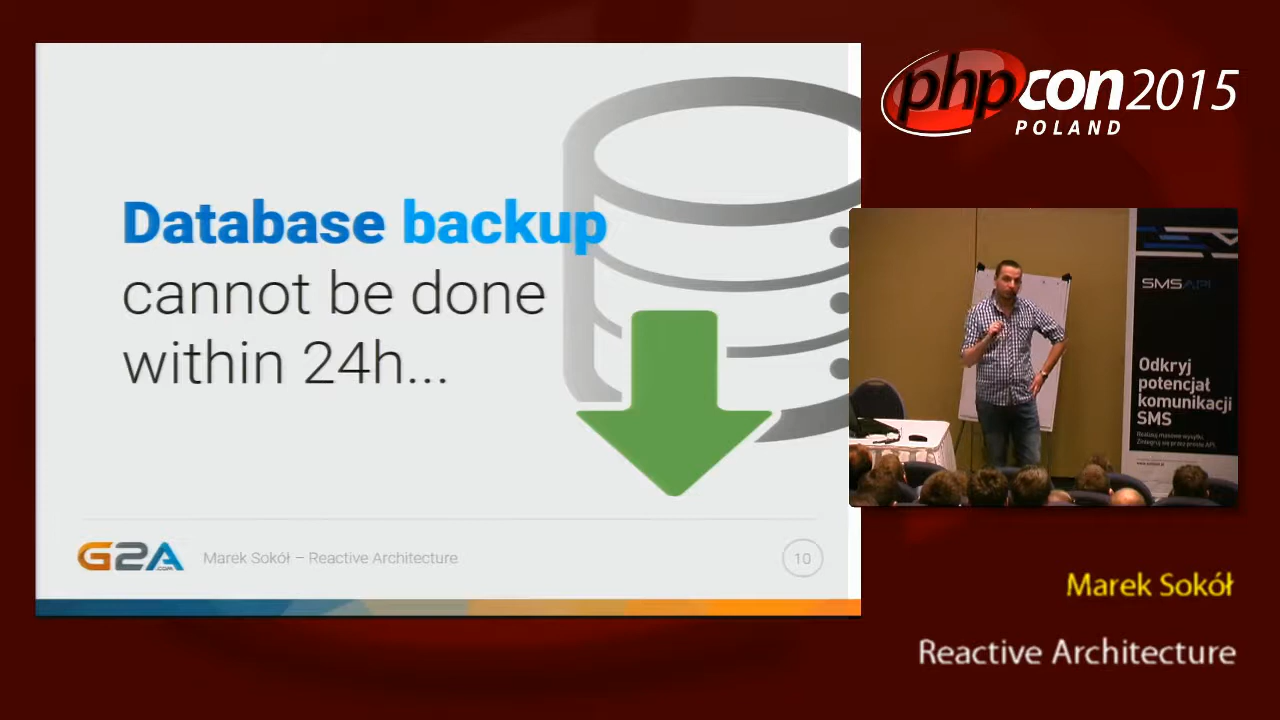 Database backup
cannot be done
within 24h...
G2A
.COM
Marek Sokół – Reactive Architecture
10
phpcon2015
POLAND
SMSAPI
Odkryj
potencjał
komunikacji
SMS
Marek Sokół
Reactive Architecture